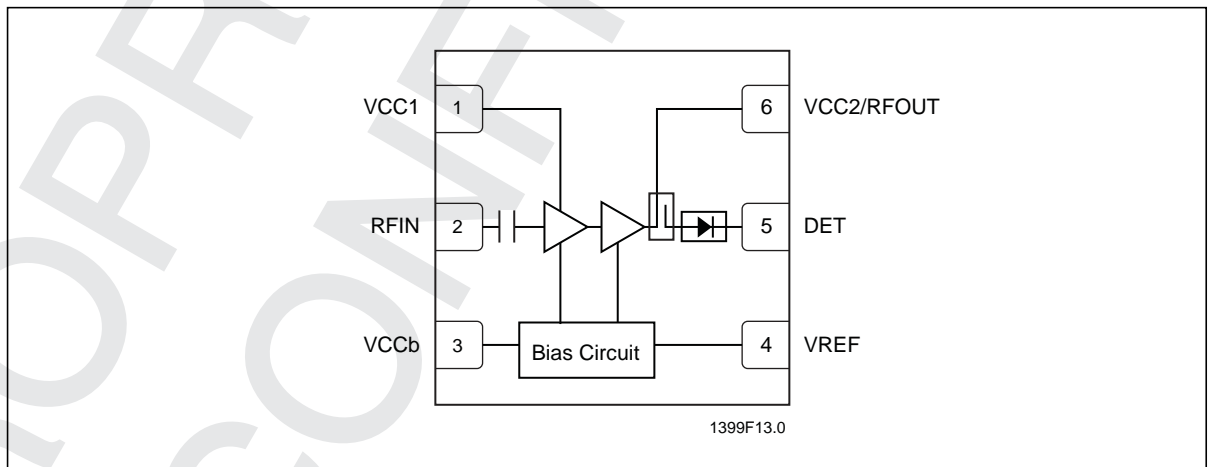 VCC1 1 6 VCC2/RFOUT
RFIN 2 5 DET
VCCb 3 Bias Circuit 4 VREF
1399F13.0